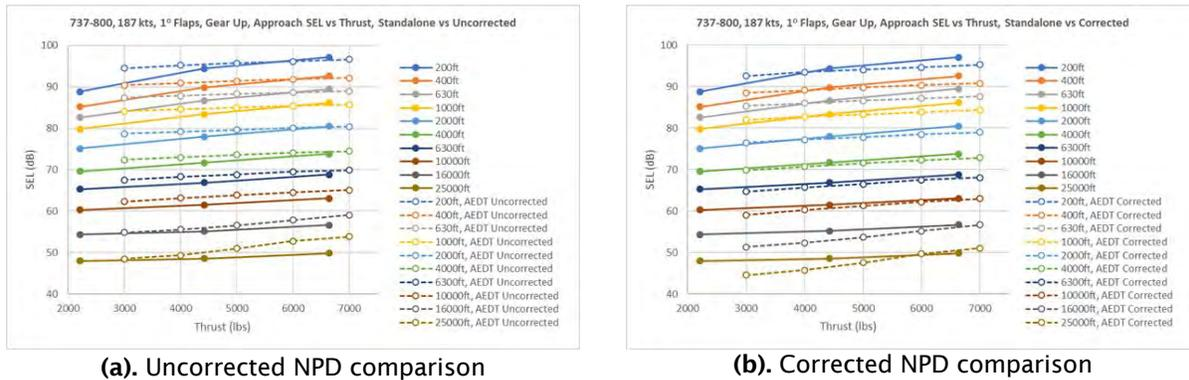 737-800, 187 kts, 1º Flaps, Gear Up, Approach SEL vs Thrust, Standalone vs Uncorrected
100
90
80
70
60
50
40
SEL (dB)
2000 3000 4000 5000 6000 7000
Thrust (lbs)
200ft
400ft
630ft
1000ft
2000ft
4000ft
6300ft
10000ft
16000ft
25000ft
200ft, AEDT Uncorrected
400ft, AEDT Uncorrected
630ft, AEDT Uncorrected
1000ft, AEDT Uncorrected
2000ft, AEDT Uncorrected
4000ft, AEDT Uncorrected
6300ft, AEDT Uncorrected
10000ft, AEDT Uncorrected
16000ft, AEDT Uncorrected
25000ft, AEDT Uncorrected
(a). Uncorrected NPD comparison
737-800, 187 kts, 1º Flaps, Gear Up, Approach SEL vs Thrust, Standalone vs Corrected
100
90
80
70
60
50
40
SEL (dB)
2000 3000 4000 5000 6000 7000
Thrust (lbs)
200ft
400ft
630ft
1000ft
2000ft
4000ft
6300ft
10000ft
16000ft
25000ft
200ft, AEDT Corrected
400ft, AEDT Corrected
630ft, AEDT Corrected
1000ft, AEDT Corrected
2000ft, AEDT Corrected
4000ft, AEDT Corrected
6300ft, AEDT Corrected
10000ft, AEDT Corrected
16000ft, AEDT Corrected
25000ft, AEDT Corrected
(b). Corrected NPD comparison